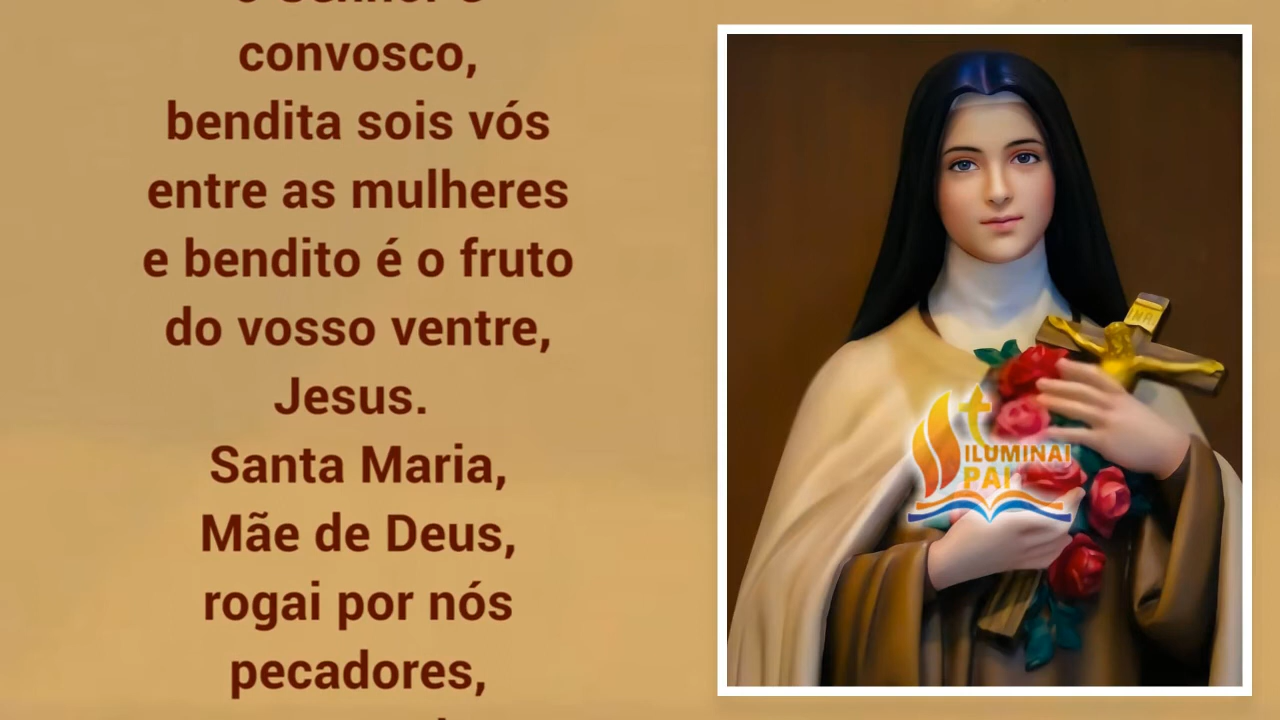 convosco,
bendita sois vós
entre as mulheres
e bendito é o fruto
do vosso ventre,
Jesus.
Santa Maria,
Mãe de Deus,
rogai por nós
pecadores,
ILUMINAI
PAI